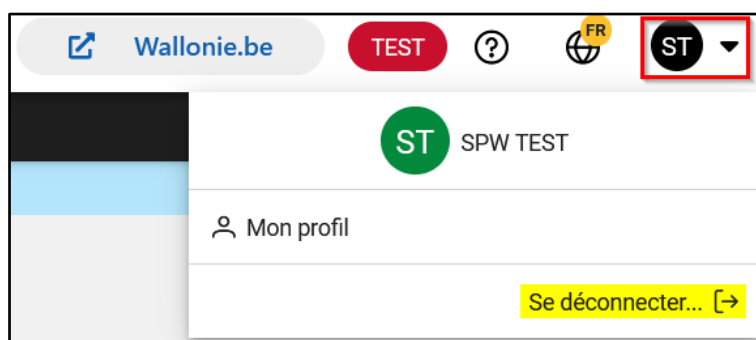 Wallonie.be TEST FR ST
ST SPW TEST
Mon profil
Se déconnecter...